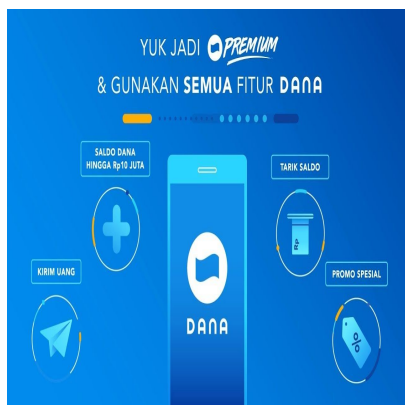 YUK JADI PREMIUM
& GUNAKAN SEMUA FITUR DANA
SALDO DANA
HINGGA Rp10 JUTA
TARIK SALDO
Rp
KIRIM UANG
PROMO SPESIAL
%
DANA